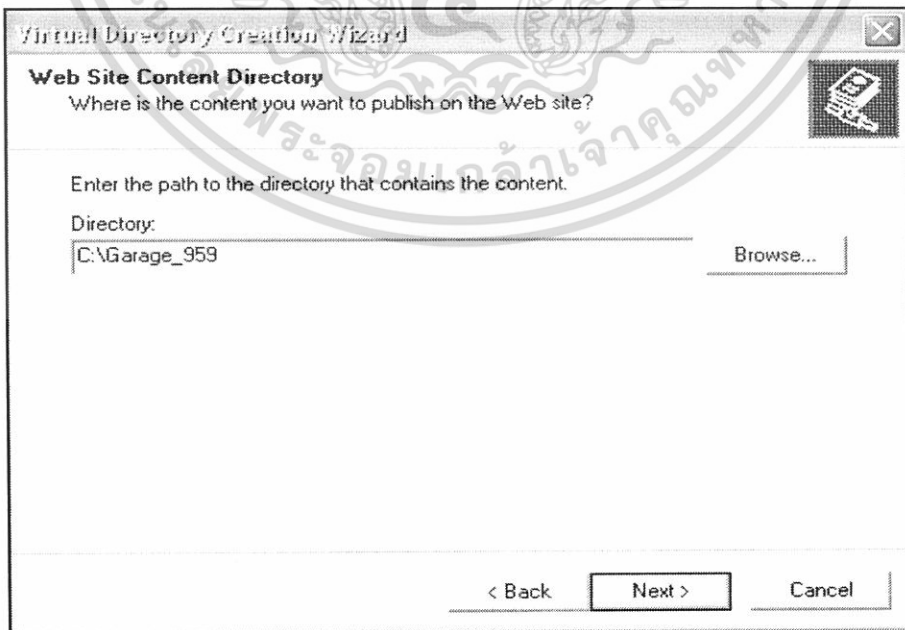 Virtual Directory Creation Wizard
Web Site Content Directory
Where is the content you want to publish on the Web site?
Enter the path to the directory that contains the content.
Directory:
C:\Garage_959
Browse...
< Back
Next >
Cancel